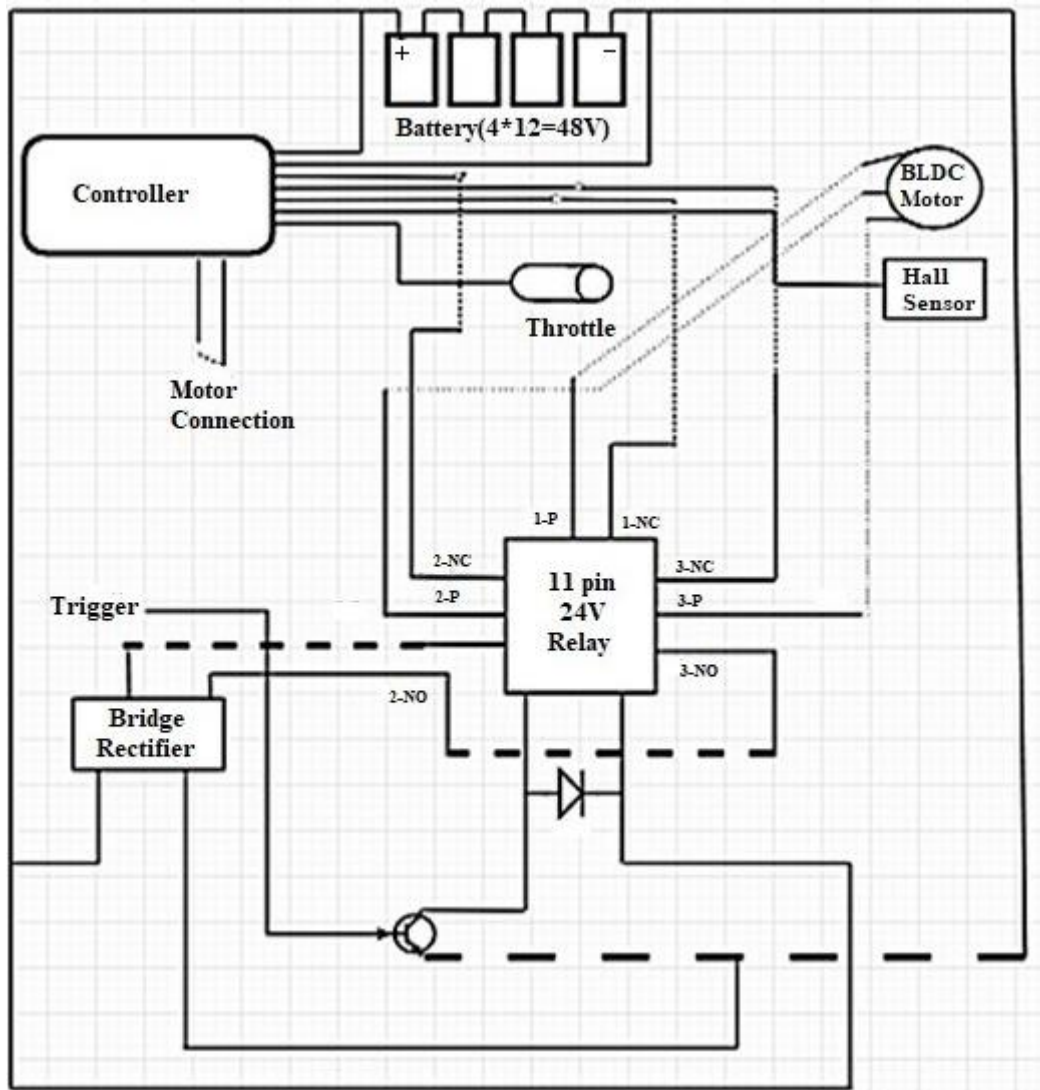 +
−
Battery(4*12=48V)
Controller
BLDC
Motor
Hall
Sensor
Throttle
Motor
Connection
1-P
1-NC
2-NC
11 pin
24V
Relay
3-NC
2-P
3-P
Trigger
3-NO
2-NO
Bridge
Rectifier